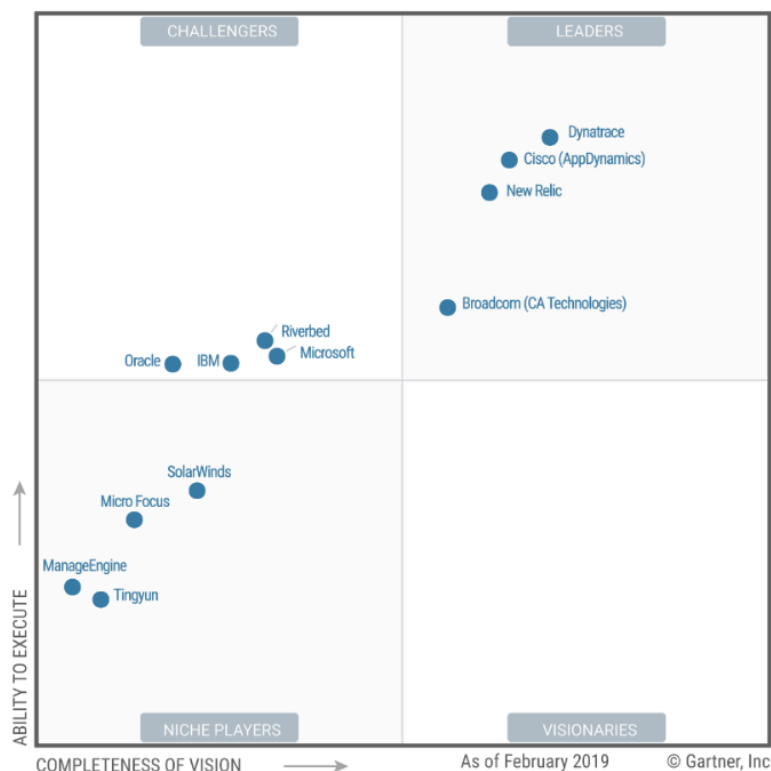 CHALLENGERS
LEADERS
Dynatrace
Cisco (AppDynamics)
New Relic
Broadcom (CA Technologies)
Riverbed
Microsoft
IBM
Oracle
SolarWinds
Micro Focus
ManageEngine
Tingyun
ABILITY TO EXECUTE
NICHE PLAYERS
VISIONARIES
COMPLETENESS OF VISION
As of February 2019
© Gartner, Inc